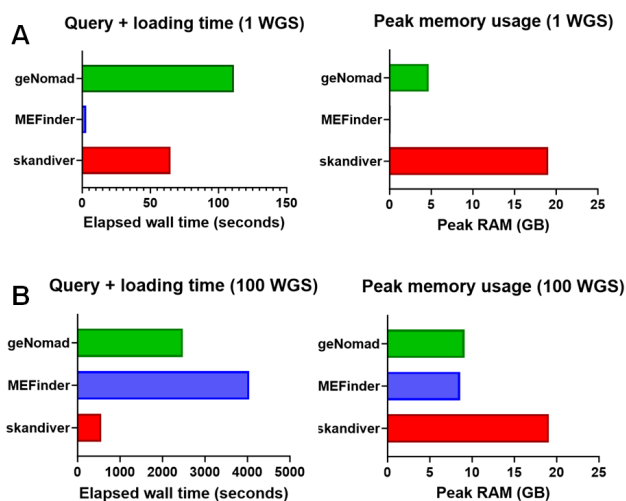 A
Query + loading time (1 WGS)
geNomad
MEFinder
skandiver
0 50 100 150
Elapsed wall time (seconds)
Peak memory usage (1 WGS)
geNomad
MEFinder
skandiver
0 5 10 15 20 25
Peak RAM (GB)
B
Query + loading time (100 WGS)
geNomad
MEFinder
skandiver
0 1000 2000 3000 4000 5000
Elapsed wall time (seconds)
Peak memory usage (100 WGS)
geNomad
MEFinder
skandiver
0 5 10 15 20 25
Peak RAM (GB)